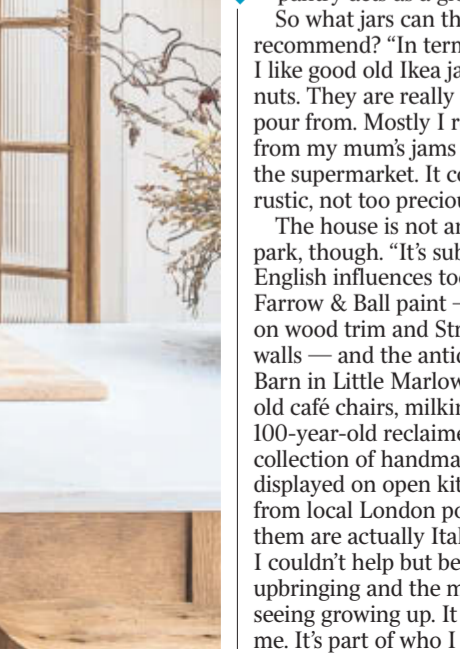 pantry acts as a
So what jars can th
recommend? “In term
I like good old Ikea ja
nuts. They are really
pour from. Mostly I r
from my mum’s jams
the supermarket. It co
rustic, not too preciou
The house is not an
park, though. “It’s sub
English influences too
Farrow & Ball paint –
on wood trim and Str
walls — and the antiq
Barn in Little Marlow
old café chairs, milkin
100-year-old reclaime
collection of handma
displayed on open kit
from local London po
them are actually Ital
I couldn’t help but be
upbringing and the m
seeing growing up. It
me. It’s part of who I